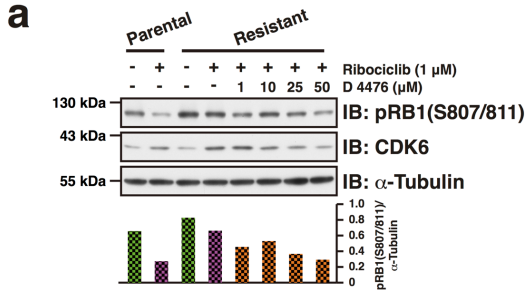 a
Parental Resistant
- + - + + + + + Ribociclib (1 µM)
- - - - 1 10 25 50 D 4476 (µM)
130 kDa IB: pRB1(S807/811)
43 kDa IB: CDK6
55 kDa IB: α-Tubulin
1.0
0.8
0.6
0.4
0.2
0
pRB1(S807/811)/
α-Tubulin